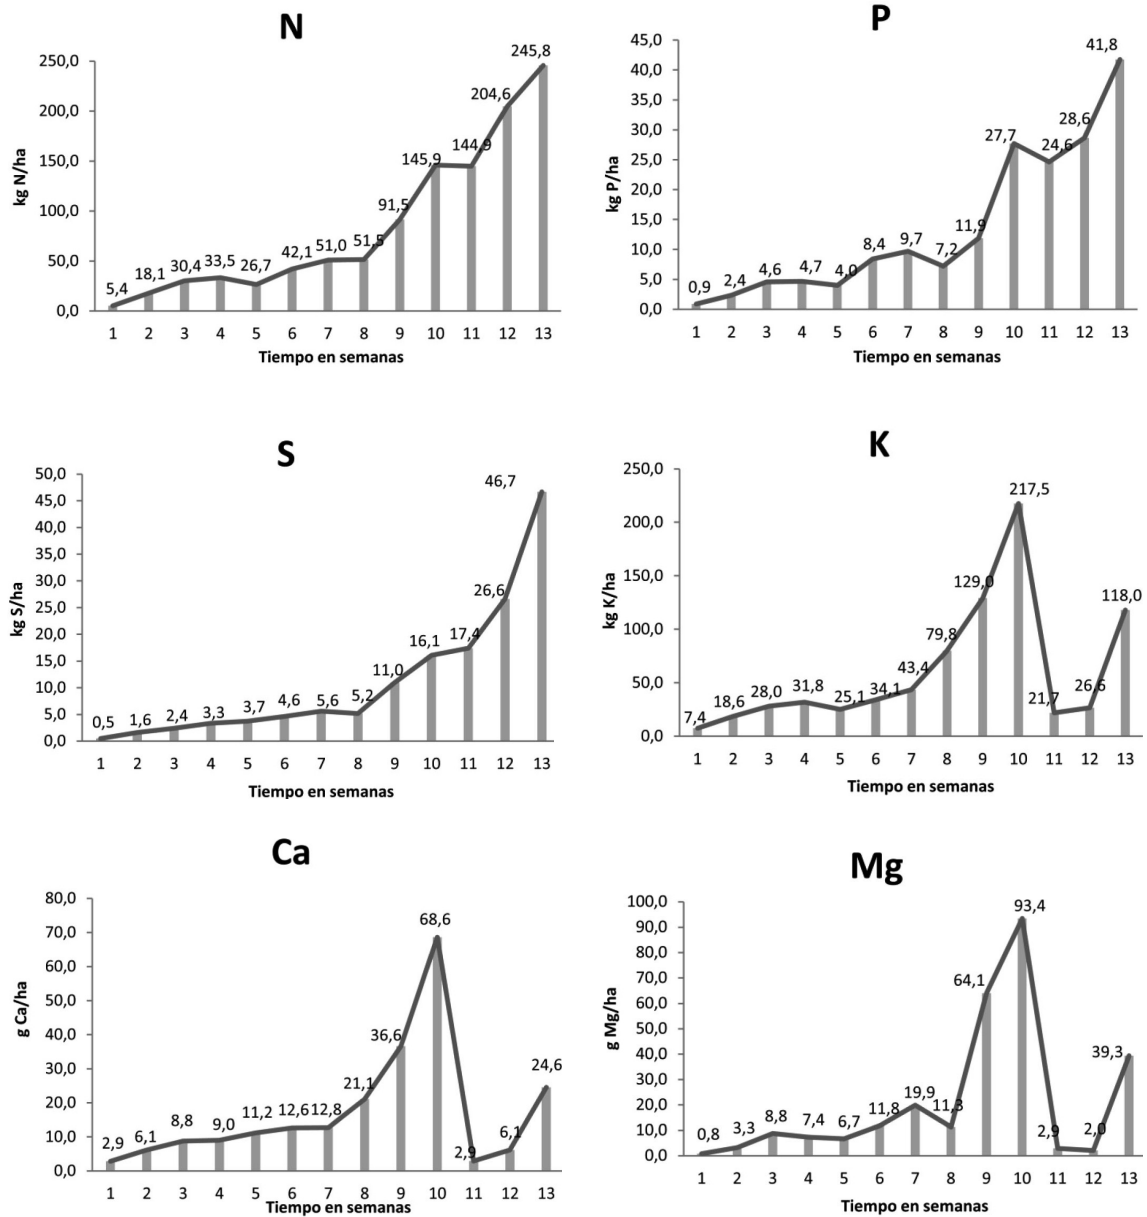 N
kg N/ha
250,0
200,0
150,0
100,0
50,0
0,0
5,4 18,1 30,4 33,5 26,7 42,1 51,0 51,5 91,5 145,9 144,9 204,6 245,8
1 2 3 4 5 6 7 8 9 10 11 12 13
Tiempo en semanas
P
kg P/ha
45,0
40,0
35,0
30,0
25,0
20,0
15,0
10,0
5,0
0,0
0,9 2,4 4,6 4,7 4,0 8,4 9,7 7,2 11,9 27,7 24,6 28,6 41,8
1 2 3 4 5 6 7 8 9 10 11 12 13
Tiempo en semanas
S
kg S/ha
50,0
45,0
40,0
35,0
30,0
25,0
20,0
15,0
10,0
5,0
0,0
0,5 1,6 2,4 3,3 3,7 4,6 5,6 5,2 11,0 16,1 17,4 26,6 46,7
1 2 3 4 5 6 7 8 9 10 11 12 13
Tiempo en semanas
K
kg K/ha
250,0
200,0
150,0
100,0
50,0
0,0
7,4 18,6 28,0 31,8 25,1 34,1 43,4 79,8 129,0 217,5 21,7 26,6 118,0
1 2 3 4 5 6 7 8 9 10 11 12 13
Tiempo en semanas
Ca
g Ca/ha
80,0
70,0
60,0
50,0
40,0
30,0
20,0
10,0
0,0
2,9 6,1 8,8 9,0 11,2 12,6 12,8 21,1 36,6 68,6 2,9 6,1 24,6
1 2 3 4 5 6 7 8 9 10 11 12 13
Tiempo en semanas
Mg
g Mg/ha
100,0
90,0
80,0
70,0
60,0
50,0
40,0
30,0
20,0
10,0
0,0
0,8 3,3 8,8 7,4 6,7 11,8 19,9 11,3 64,1 93,4 2,9 2,0 39,3
1 2 3 4 5 6 7 8 9 10 11 12 13
Tiempo en semanas